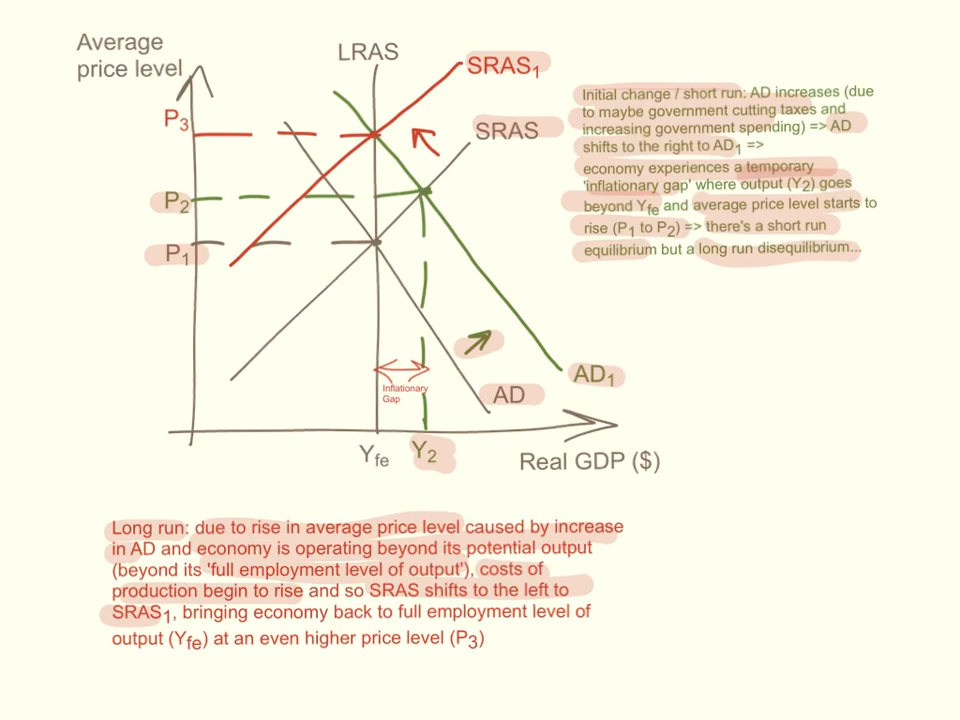 Average
price level
LRAS
SRAS1
P3
SRAS
P2
P1
Inflationary
Gap
AD1
AD
Yfe
Y2
Real GDP ($)
Initial change / short run: AD increases (due
to maybe government cutting taxes and
increasing government spending) => AD
shifts to the right to AD1 =>
economy experiences a temporary
'inflationary gap' where output (Y2) goes
beyond Yfe and average price level starts to
rise (P1 to P2) => there's a short run
equilibrium but a long run disequilibrium...
Long run: due to rise in average price level caused by increase
in AD and economy is operating beyond its potential output
(beyond its 'full employment level of output'), costs of
production begin to rise and so SRAS shifts to the left to
SRAS1, bringing economy back to full employment level of
output (Yfe) at an even higher price level (P3)